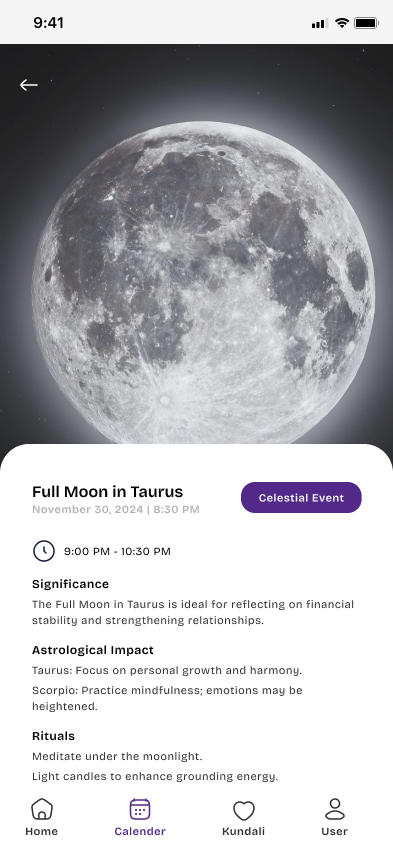 9:41
Full Moon in Taurus
November 30, 2024 | 8:30 PM
Celestial Event
9:00 PM - 10:30 PM
Significance
The Full Moon in Taurus is ideal for reflecting on financial
stability and strengthening relationships.
Astrological Impact
Taurus: Focus on personal growth and harmony.
Scorpio: Practice mindfulness; emotions may be
heightened.
Rituals
Meditate under the moonlight.
Light candles to enhance grounding energy.
Home
Calender
Kundali
User